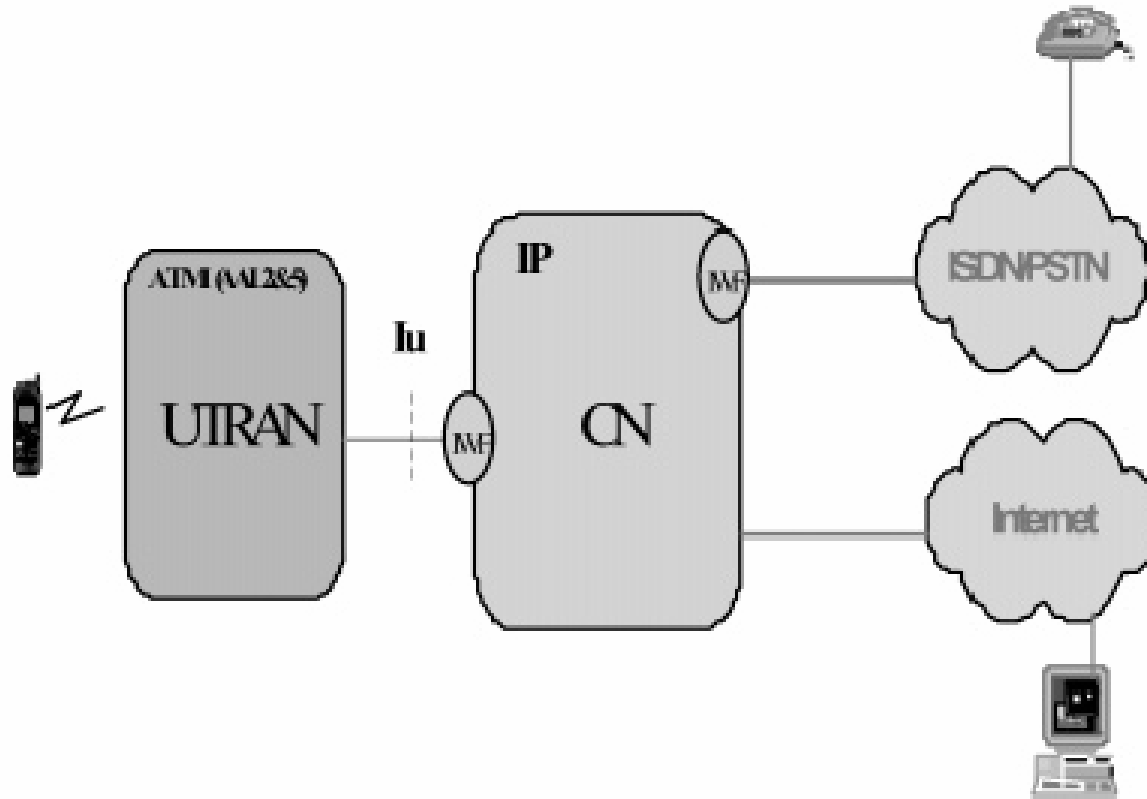 ATM (AAL2&5)
UTRAN
Iu
IWF
IP
CN
IWF
ISDN/PSTN
Internet